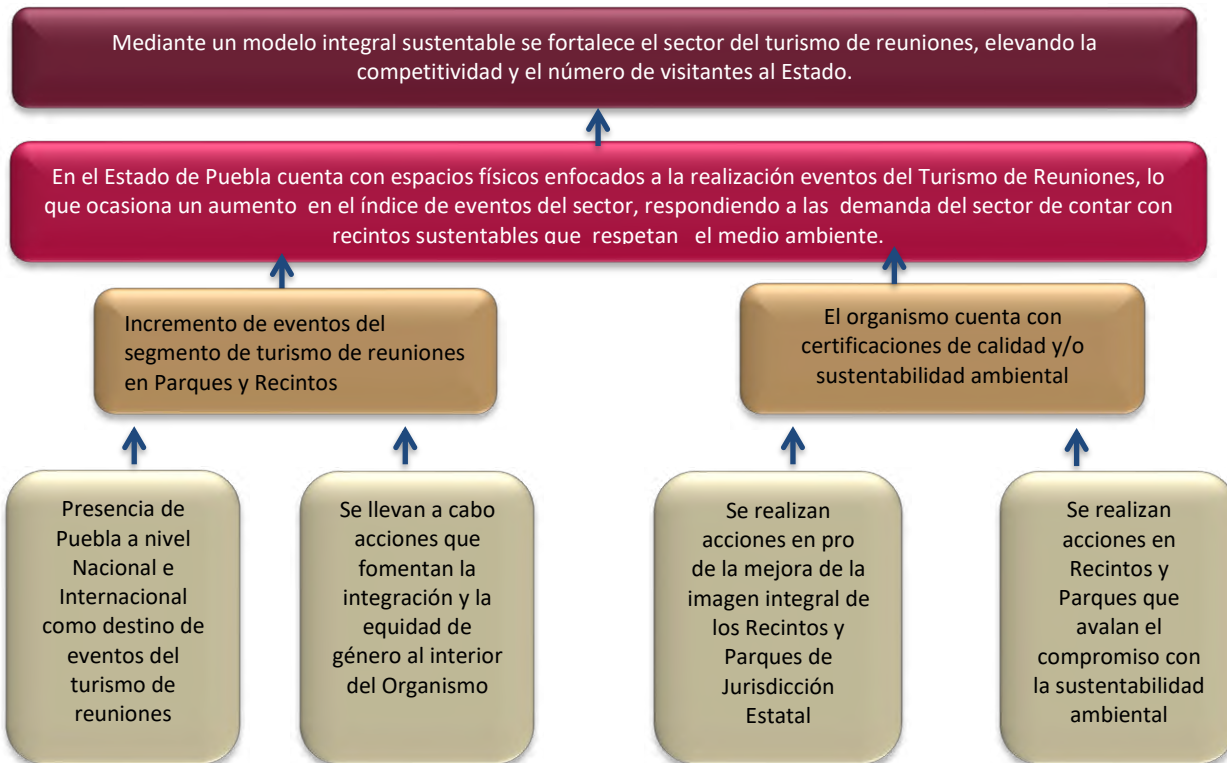 Mediante un modelo integral sustentable se fortalece el sector del turismo de reuniones, elevando la
competitividad y el número de visitantes al Estado.
En el Estado de Puebla cuenta con espacios físicos enfocados a la realización eventos del Turismo de Reuniones, lo
que ocasiona un aumento en el índice de eventos del sector, respondiendo a las demanda del sector de contar con
recintos sustentables que respetan el medio ambiente.
Incremento de eventos del
segmento de turismo de reuniones
en Parques y Recintos
El organismo cuenta con
certificaciones de calidad y/o
sustentabilidad ambiental
Presencia de
Puebla a nivel
Nacional e
Internacional
como destino de
eventos del
turismo de
reuniones
Se llevan a cabo
acciones que
fomentan la
integración y la
equidad de
género al interior
del Organismo
Se realizan
acciones en pro
de la mejora de la
imagen integral de
los Recintos y
Parques de
Jurisdicción
Estatal
Se realizan
acciones en
Recintos y
Parques que
avalan el
compromiso con
la sustentabilidad
ambiental